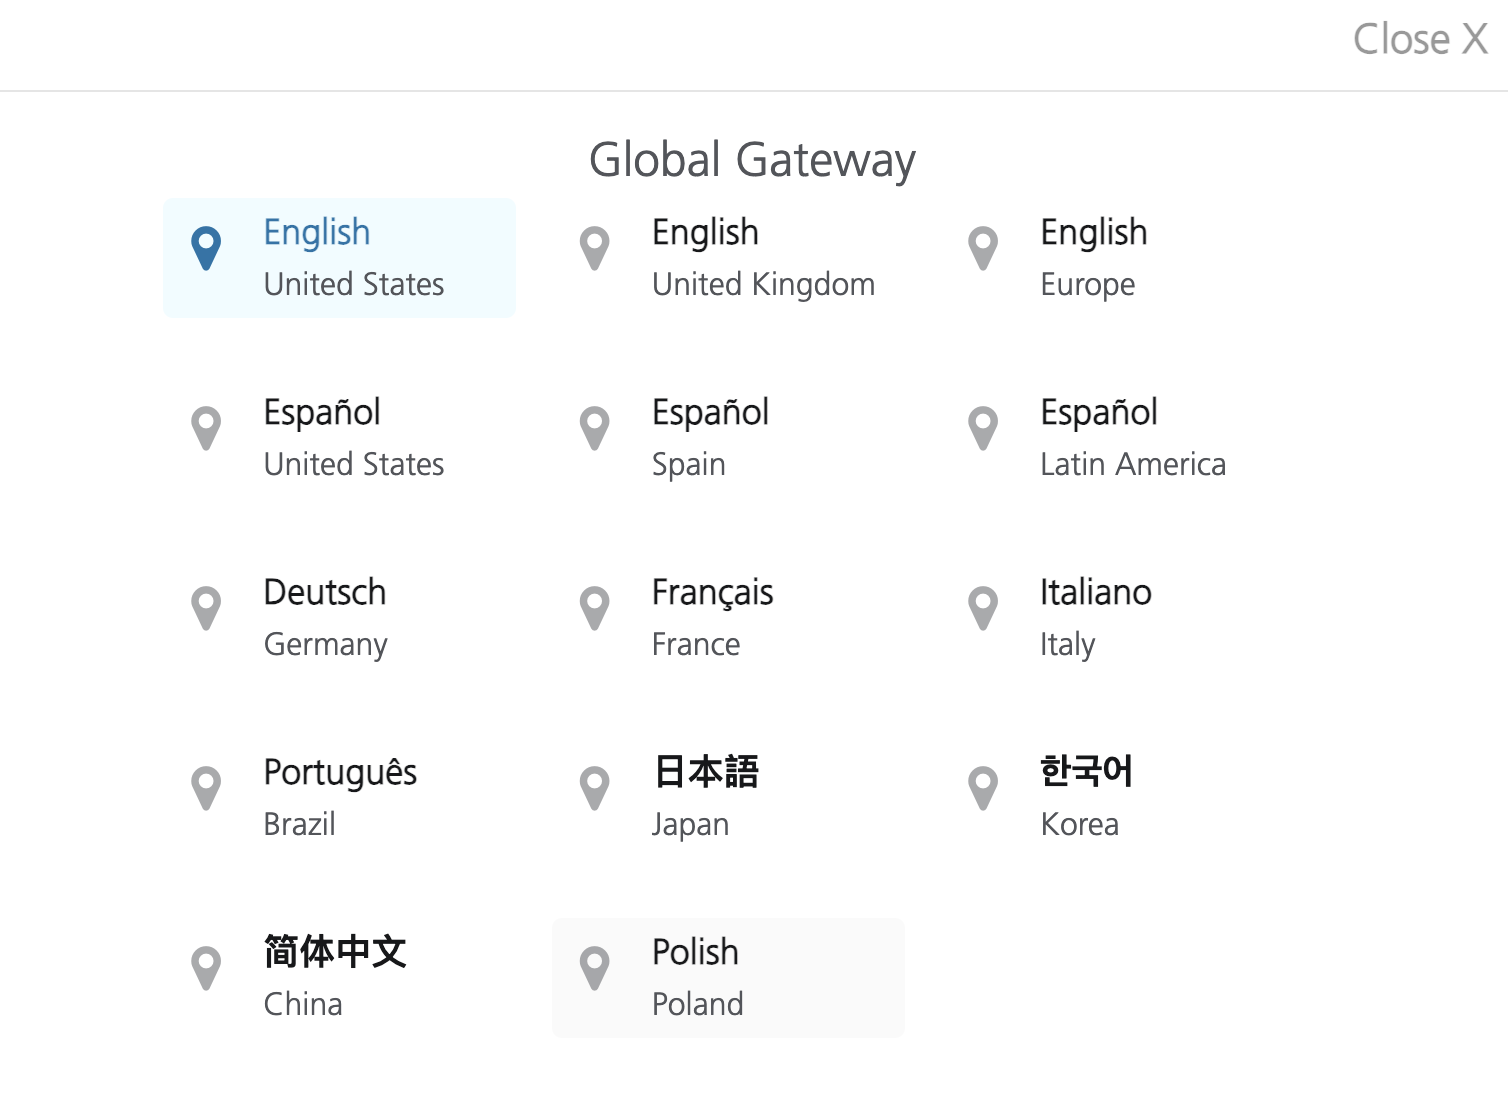 Close X
Global Gateway
English
United States
English
United Kingdom
English
Europe
Español
United States
Español
Spain
Español
Latin America
Deutsch
Germany
Français
France
Italiano
Italy
Português
Brazil
日本語
Japan
한국어
Korea
简体中文
China
Polish
Poland